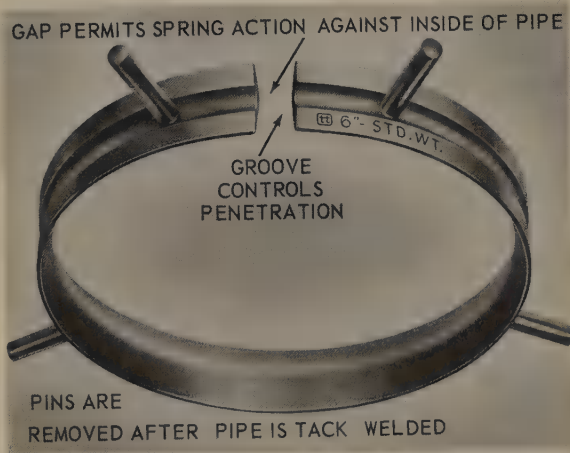 GAP PERMITS SPRING ACTION AGAINST INSIDE OF PIPE
tt 6"- STD. WT.
GROOVE
CONTROLS
PENETRATION
PINS ARE
REMOVED AFTER PIPE IS TACK WELDED